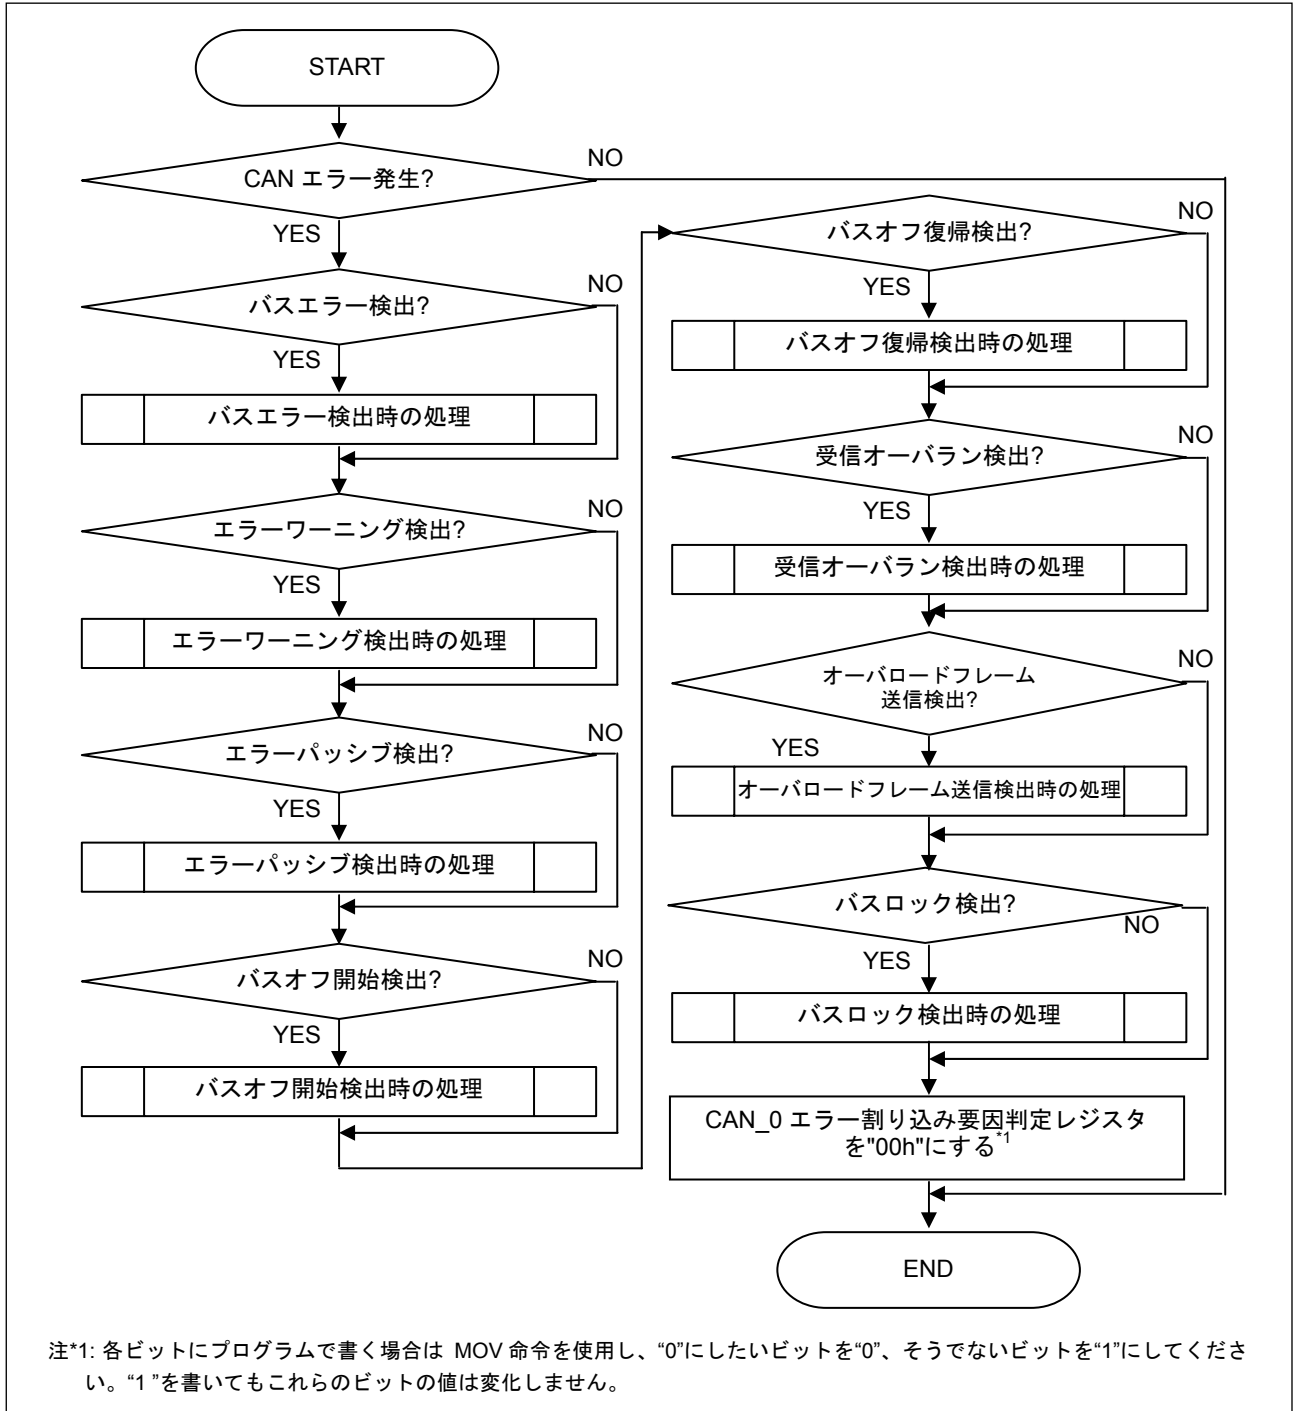 START
CAN エラー発生?
NO
YES
バスエラー検出?
NO
YES
バスエラー検出時の処理
エラーワーニング検出?
NO
YES
エラーワーニング検出時の処理
エラーパッシブ検出?
NO
YES
エラーパッシブ検出時の処理
バスオフ開始検出?
NO
YES
バスオフ開始検出時の処理
バスオフ復帰検出?
NO
YES
バスオフ復帰検出時の処理
受信オーバラン検出?
NO
YES
受信オーバラン検出時の処理
オーバロードフレーム
送信検出?
NO
YES
オーバロードフレーム送信検出時の処理
バスロック検出?
NO
YES
バスロック検出時の処理
CAN_0 エラー割り込み要因判定レジスタ
を"00h"にする*1
END
注*1: 各ビットにプログラムで書く場合は MOV 命令を使用し、“0”にしたいビットを“0”、そうでないビットを“1”にしてくださ
い。“1 ”を書いてもこれらのビットの値は変化しません。